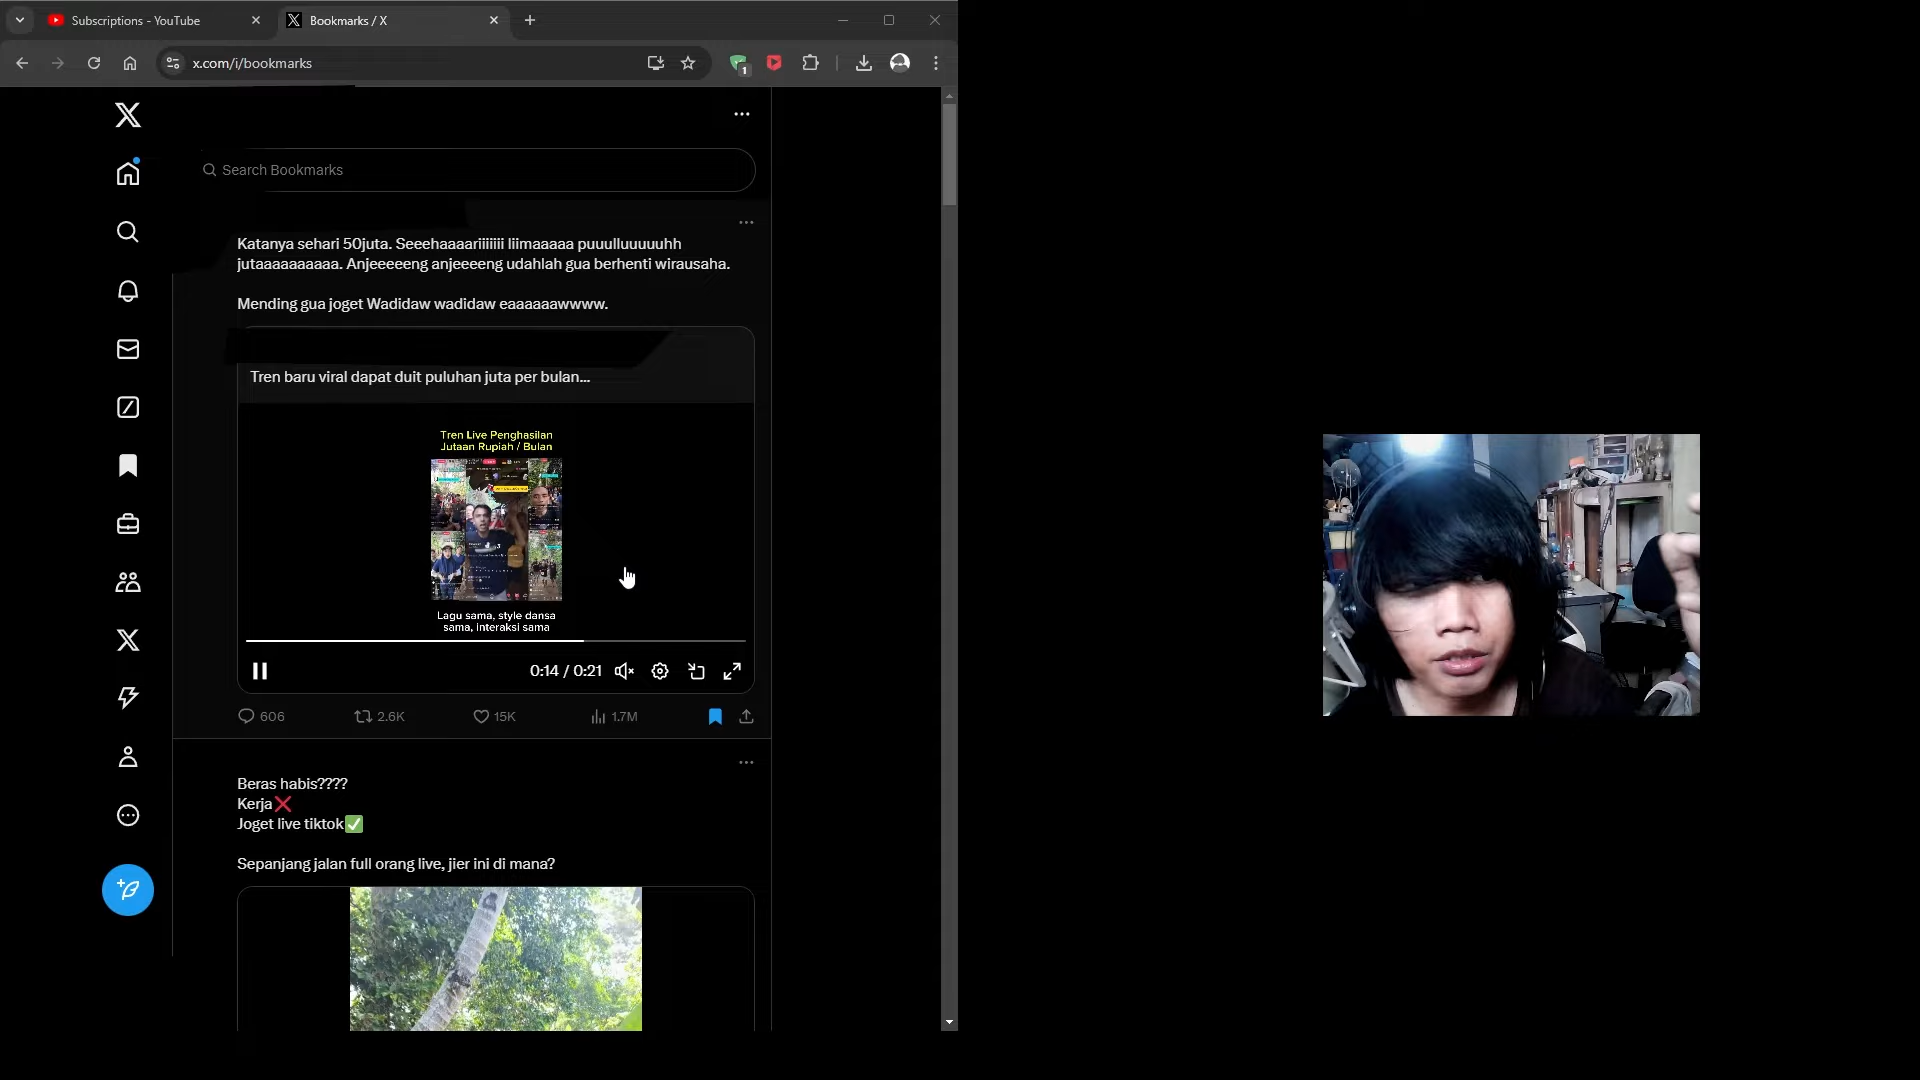 Subscriptions - YouTube
Bookmarks / X
x.com/i/bookmarks
1
Search Bookmarks
Katanya sehari 50juta. Seeehaaaariiiiiii liimaaaaa puuulluuuuuhh
jutaaaaaaaaaa. Anjeeeeeng anjeeeeng udahlah gua berhenti wirausaha.
Mending gua joget Wadidaw wadidaw eaaaaaawwww.
Tren baru viral dapat duit puluhan juta per bulan...
Tren Live Penghasilan
Jutaan Rupiah / Bulan
Lagu sama, style dansa
sama, interaksi sama
0:14 / 0:21
606
2.6K
15K
1.7M
Beras habis????
Kerja❌
Joget live tiktok✅
Sepanjang jalan full orang live, jier ini di mana?